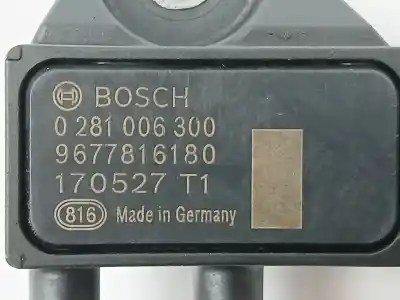 BOSCH
0 281 006 300
9677816180
170527 T1
816 Made in Germany